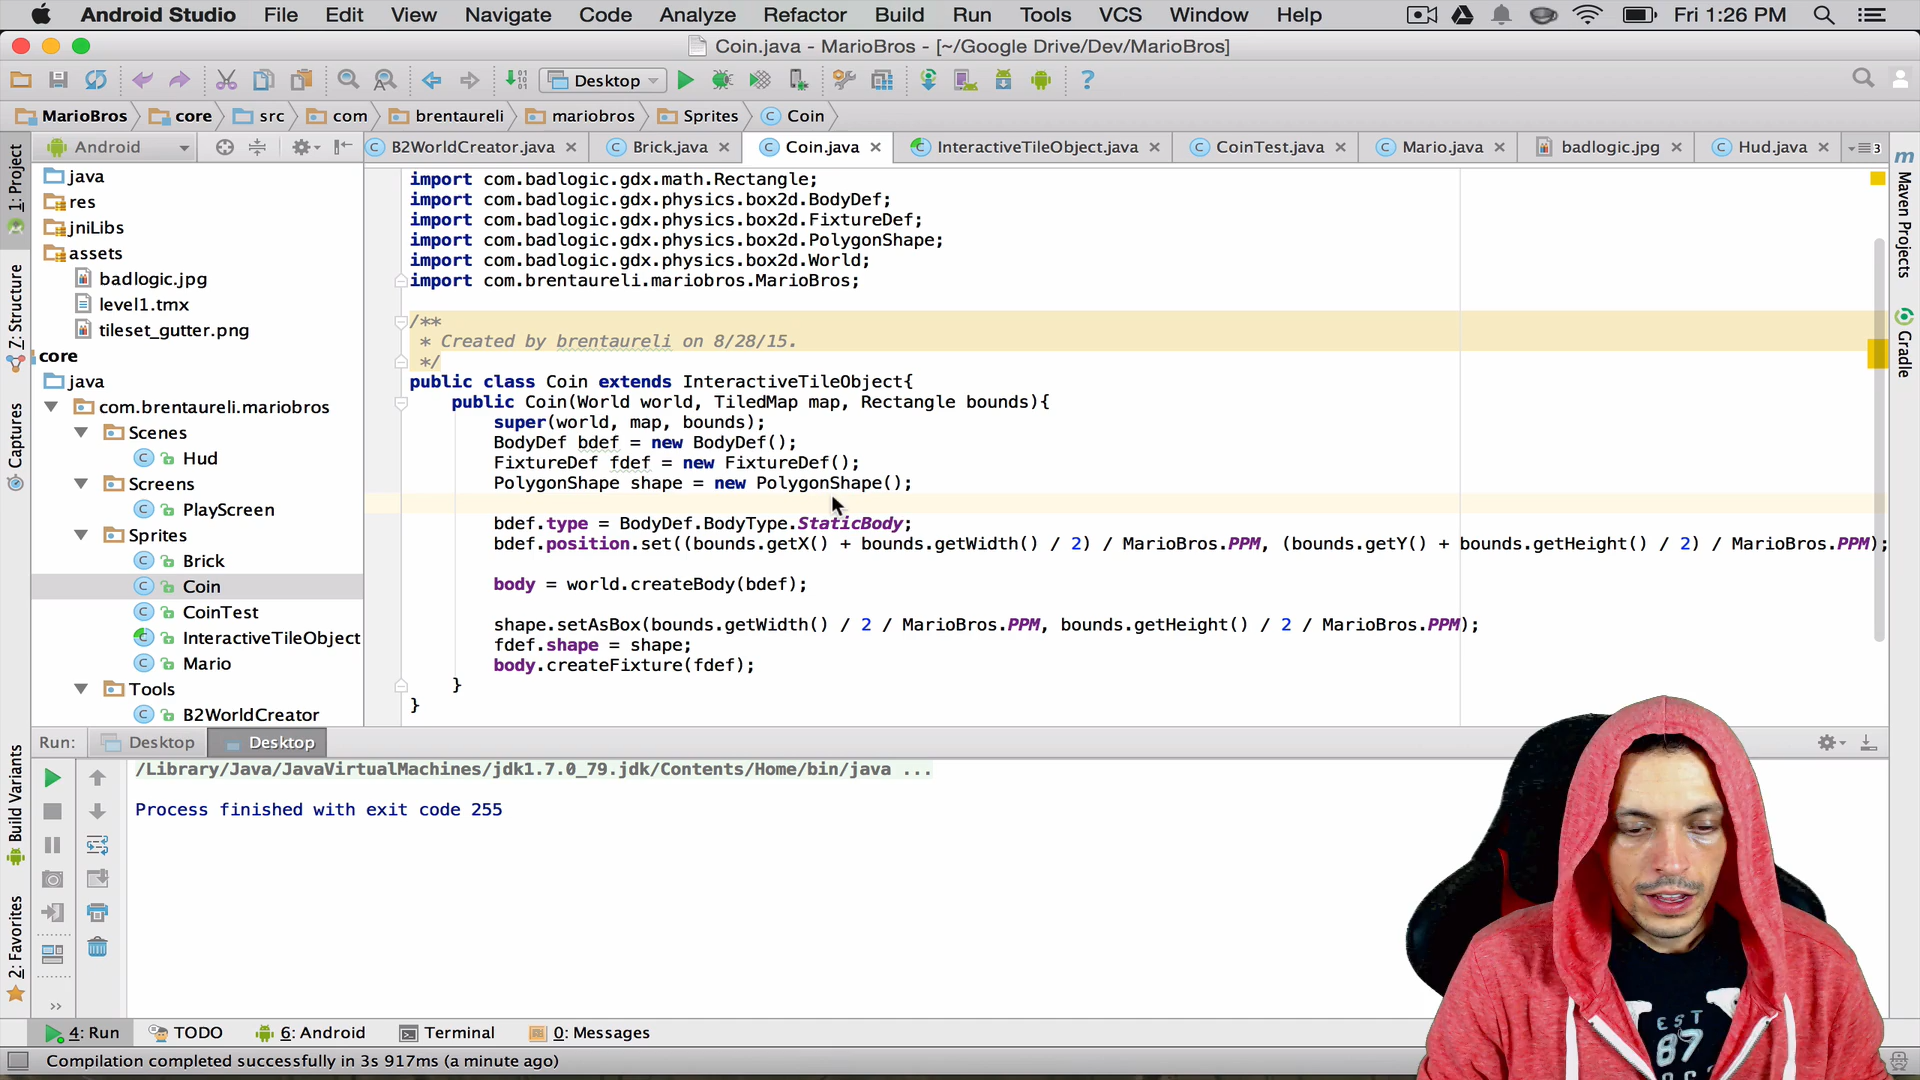 Android Studio File Edit View Navigate Code Analyze Refactor Build Run Tools VCS Window Help Fri 1:26 PM
Coin.java - MarioBros - [~/Google Drive/Dev/MarioBros]
Desktop
MarioBros core src com brentaureli mariobros Sprites Coin
Android
B2WorldCreator.java Brick.java Coin.java InteractiveTileObject.java CoinTest.java Mario.java badlogic.jpg Hud.java 3
1: Project
7: Structure
Captures
Build Variants
2: Favorites
java
res
jniLibs
assets
badlogic.jpg
level1.tmx
tileset_gutter.png
core
java
com.brentaureli.mariobros
Scenes
Hud
Screens
PlayScreen
Sprites
Brick
Coin
CoinTest
InteractiveTileObject
Mario
Tools
B2WorldCreator
import com.badlogic.gdx.math.Rectangle;
import com.badlogic.gdx.physics.box2d.BodyDef;
import com.badlogic.gdx.physics.box2d.FixtureDef;
import com.badlogic.gdx.physics.box2d.PolygonShape;
import com.badlogic.gdx.physics.box2d.World;
import com.brentaureli.mariobros.MarioBros;
/**
* Created by brentaureli on 8/28/15.
*/
public class Coin extends InteractiveTileObject{
public Coin(World world, TiledMap map, Rectangle bounds){
super(world, map, bounds);
BodyDef bdef = new BodyDef();
FixtureDef fdef = new FixtureDef();
PolygonShape shape = new PolygonShape();
bdef.type = BodyDef.BodyType.StaticBody;
bdef.position.set((bounds.getX() + bounds.getWidth() / 2) / MarioBros.PPM, (bounds.getY() + bounds.getHeight() / 2) / MarioBros.PPM);
body = world.createBody(bdef);
shape.setAsBox(bounds.getWidth() / 2 / MarioBros.PPM, bounds.getHeight() / 2 / MarioBros.PPM);
fdef.shape = shape;
body.createFixture(fdef);
}
}
Maven Projects
Gradle
Run: Desktop Desktop
/Library/Java/JavaVirtualMachines/jdk1.7.0_79.jdk/Contents/Home/bin/java ...
Process finished with exit code 255
4: Run TODO 6: Android Terminal 0: Messages
Compilation completed successfully in 3s 917ms (a minute ago)
EST
87